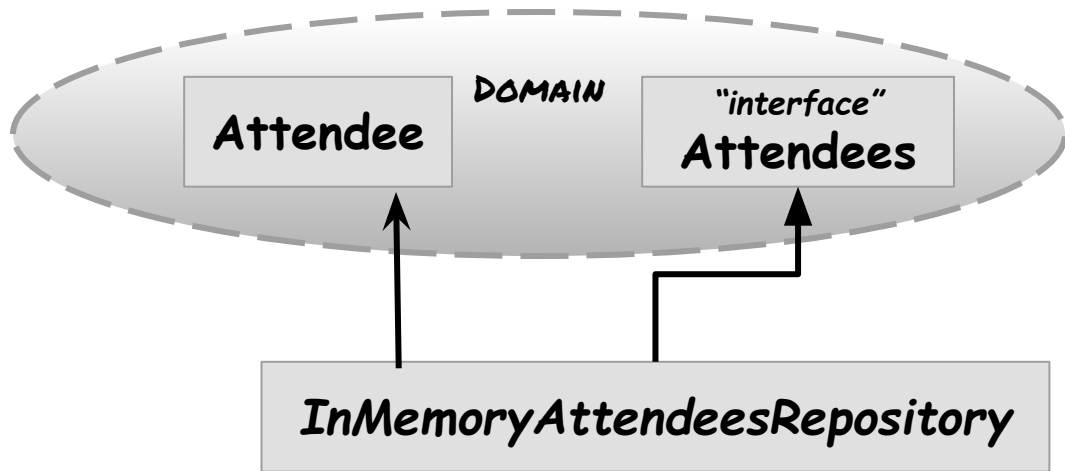 DOMAIN
Attendee
“interface”
Attendees
InMemoryAttendeesRepository